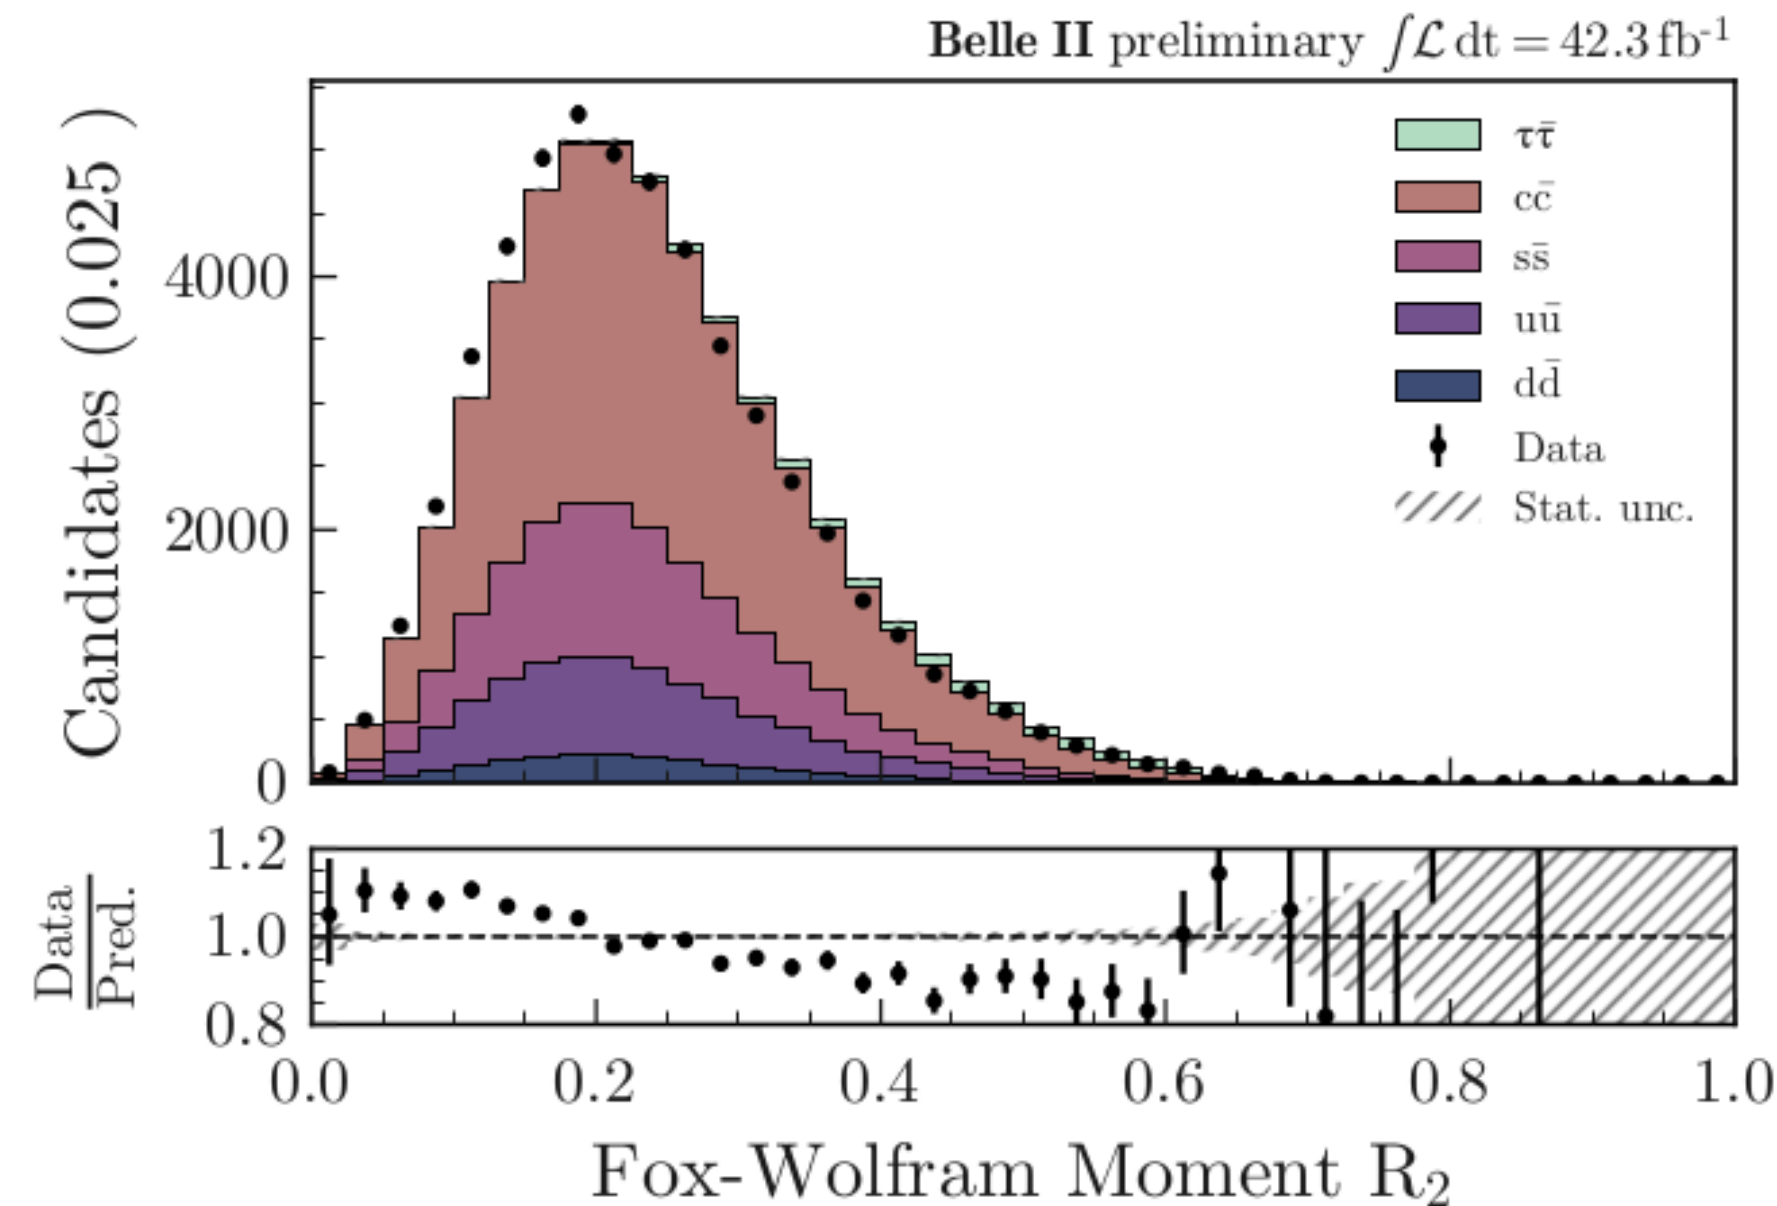 Belle II preliminary ∫ℒ dt = 42.3 fb⁻¹
Candidates (0.025 )
4000
2000
0
ττ̄
cc̄
ss̄
uū
dd̄
Data
Stat. unc.
Data
Pred.
1.2
1.0
0.8
0.0 0.2 0.4 0.6 0.8 1.0
Fox-Wolfram Moment R₂